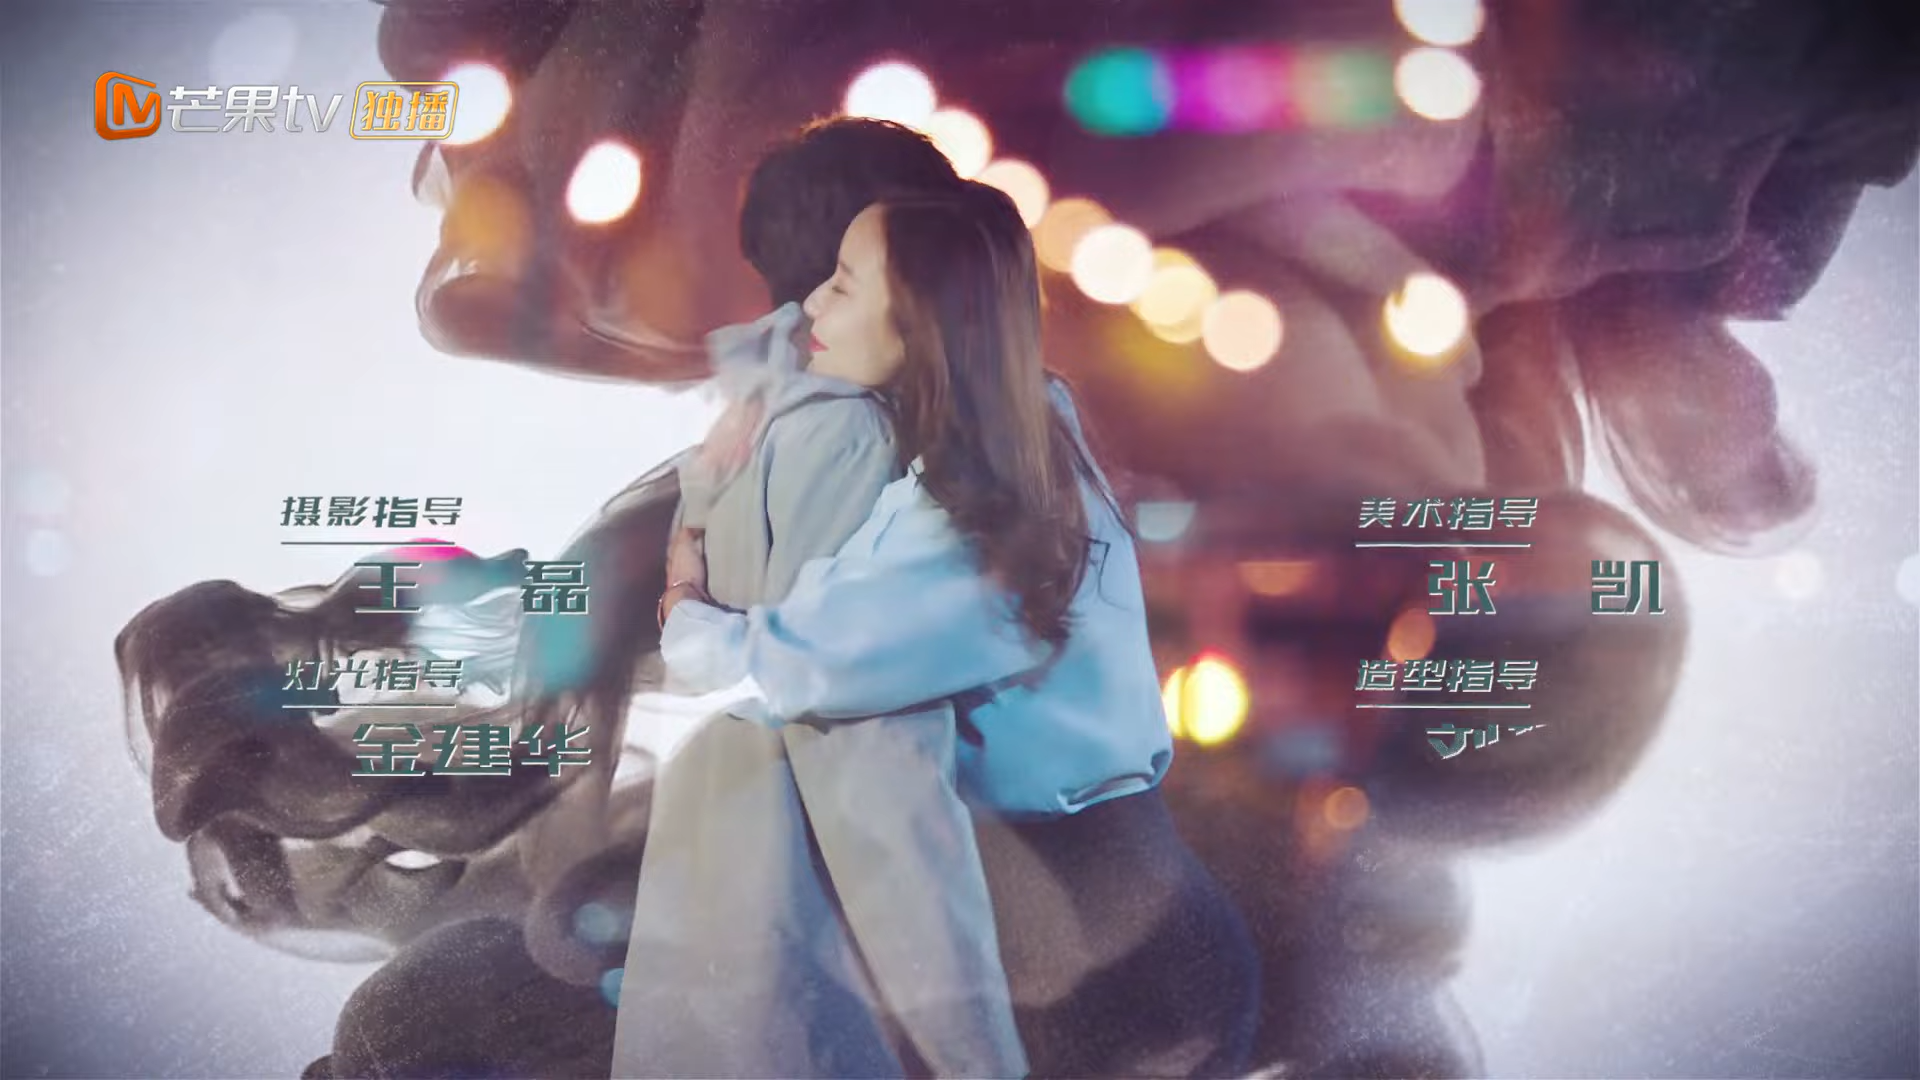 芒果tv 独播
摄影指导
王 磊
灯光指导
金建华
美术指导
张 凯
造型指导